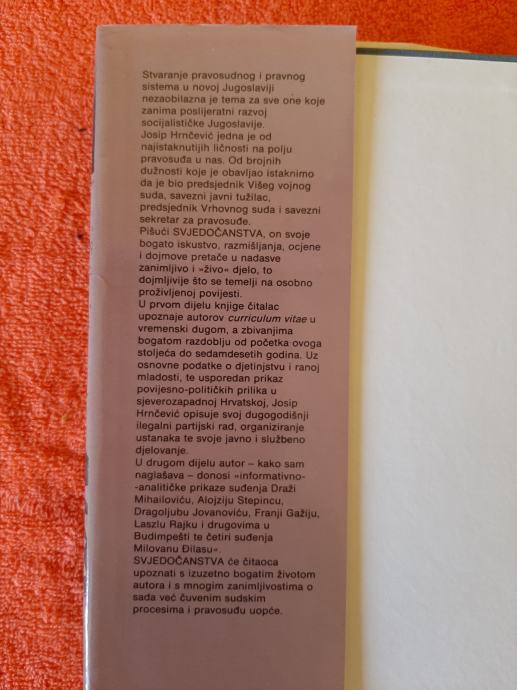 Stvaranje pravosudnog i pravnog
sistema u novoj Jugoslaviji
nezaobilazna je tema za sve one koje
zanima poslijeratni razvoj
socijalističke Jugoslavije.
Josip Hrnčević jedna je od
najistaknutijih ličnosti na polju
pravosuđa u nas. Od brojnih
dužnosti koje je obavljao istaknimo
da je bio predsjednik Višeg vojnog
suda, savezni javni tužilac,
predsjednik Vrhovnog suda i savezni
sekretar za pravosuđe.
Pišući SVJEDOČANSTVA, on svoje
bogato iskustvo, razmišljanja, ocjene
i dojmove pretače u nadasve
zanimljivo i »živo« djelo, to
dojmljivije što se temelji na osobno
proživljenoj povijesti.
U prvom dijelu knjige čitalac
upoznaje autorov curriculum vitae u
vremenski dugom, a zbivanjima
bogatom razdoblju od početka ovoga
stoljeća do sedamdesetih godina. Uz
osnovne podatke o djetinjstvu i ranoj
mladosti, te usporedan prikaz
povijesno-političkih prilika u
sjeverozapadnoj Hrvatskoj, Josip
Hrnčević opisuje svoj dugogodišnji
ilegalni partijski rad, organiziranje
ustanaka te svoje javno i službeno
djelovanje.
U drugom dijelu autor – kako sam
naglašava – donosi »informativno-
-analitičke prikaze suđenja Draži
Mihailoviću, Alojziju Stepincu,
Dragoljubu Jovanoviću, Franji Gažiju,
Laszlu Rajku i drugovima u
Budimpešti te četiri suđenja
Milovanu Đilasu«.
SVJEDOČANSTVA će čitaoca
upoznati s izuzetno bogatim životom
autora i s mnogim zanimljivostima o
sada već čuvenim sudskim
procesima i pravosuđu uopće.